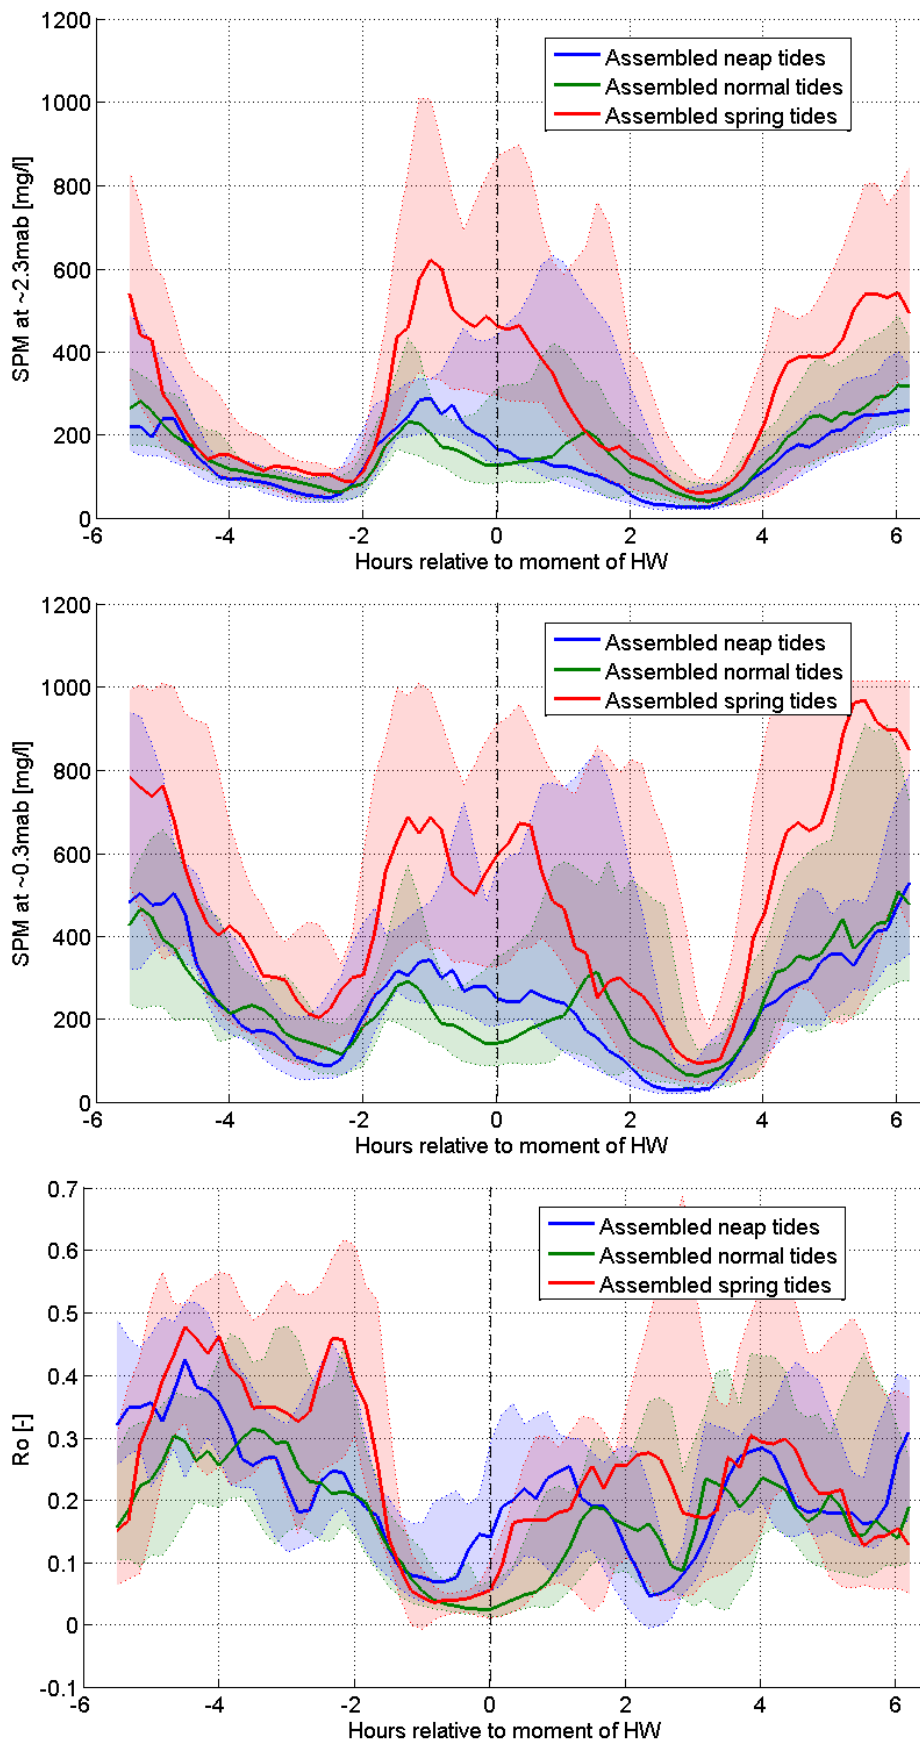 1200
1000
800
600
400
200
0
SPM at ~2.3mab [mg/l]
Assembled neap tides
Assembled normal tides
Assembled spring tides
-6 -4 -2 0 2 4 6
Hours relative to moment of HW
1200
1000
800
600
400
200
0
SPM at ~0.3mab [mg/l]
Assembled neap tides
Assembled normal tides
Assembled spring tides
-6 -4 -2 0 2 4 6
Hours relative to moment of HW
0.7
0.6
0.5
0.4
0.3
0.2
0.1
0
-0.1
Ro [-]
Assembled neap tides
Assembled normal tides
Assembled spring tides
-6 -4 -2 0 2 4 6
Hours relative to moment of HW